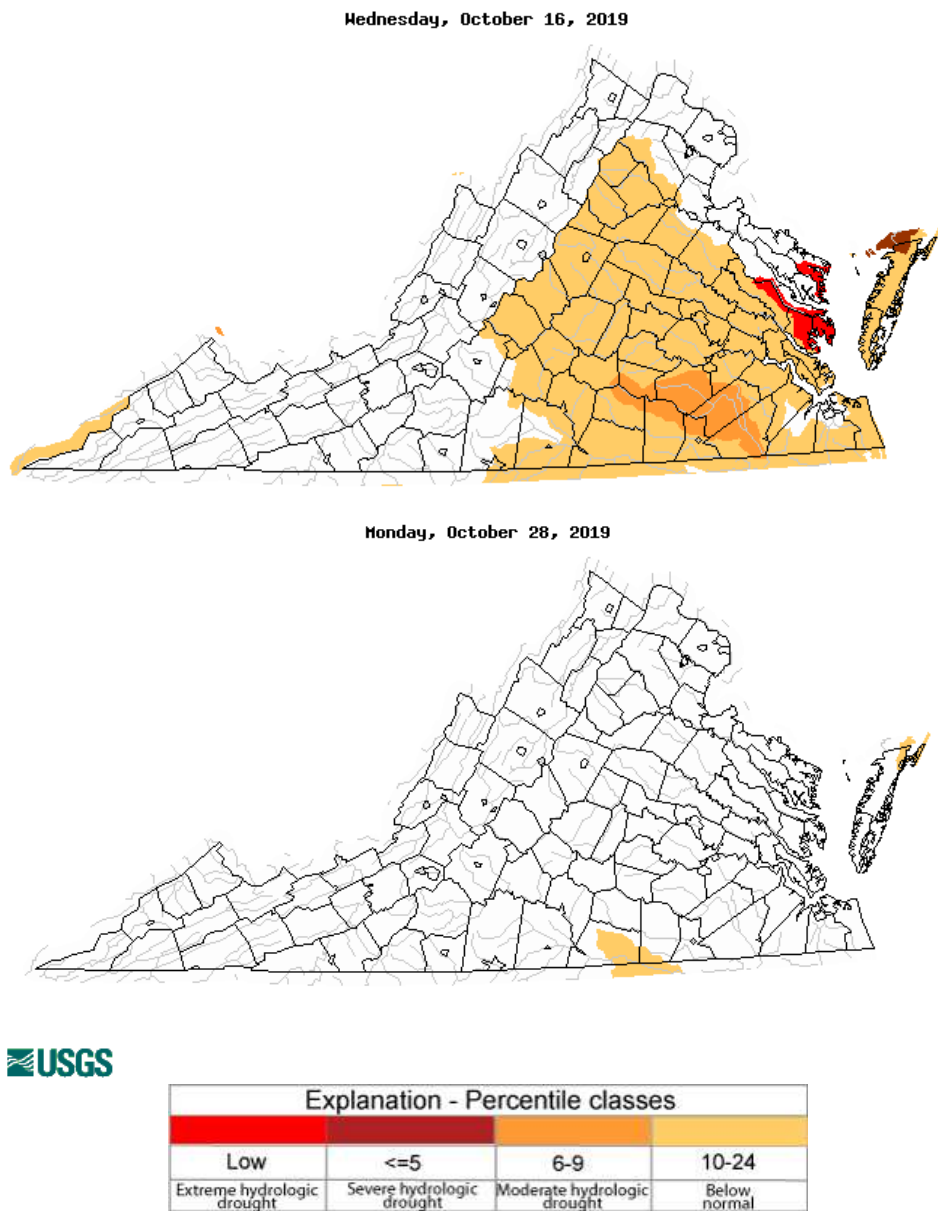 Wednesday, October 16, 2019
Monday, October 28, 2019
USGS
Explanation - Percentile classes
Low <=5 6-9 10-24
Extreme hydrologic drought Severe hydrologic drought Moderate hydrologic drought Below normal